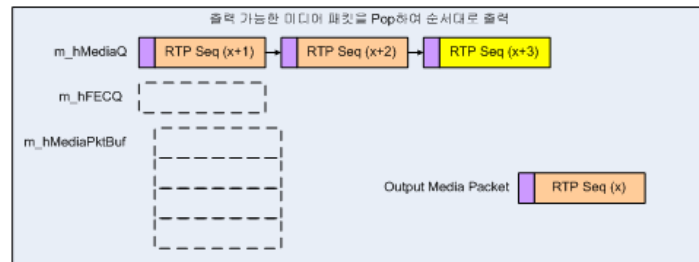 출력 가능한 미디어 패킷을 Pop하여 순서대로 출력
m_hMediaQ RTP Seq (x+1) RTP Seq (x+2) RTP Seq (x+3)
m_hFECQ
m_hMediaPktBuf
Output Media Packet RTP Seq (x)